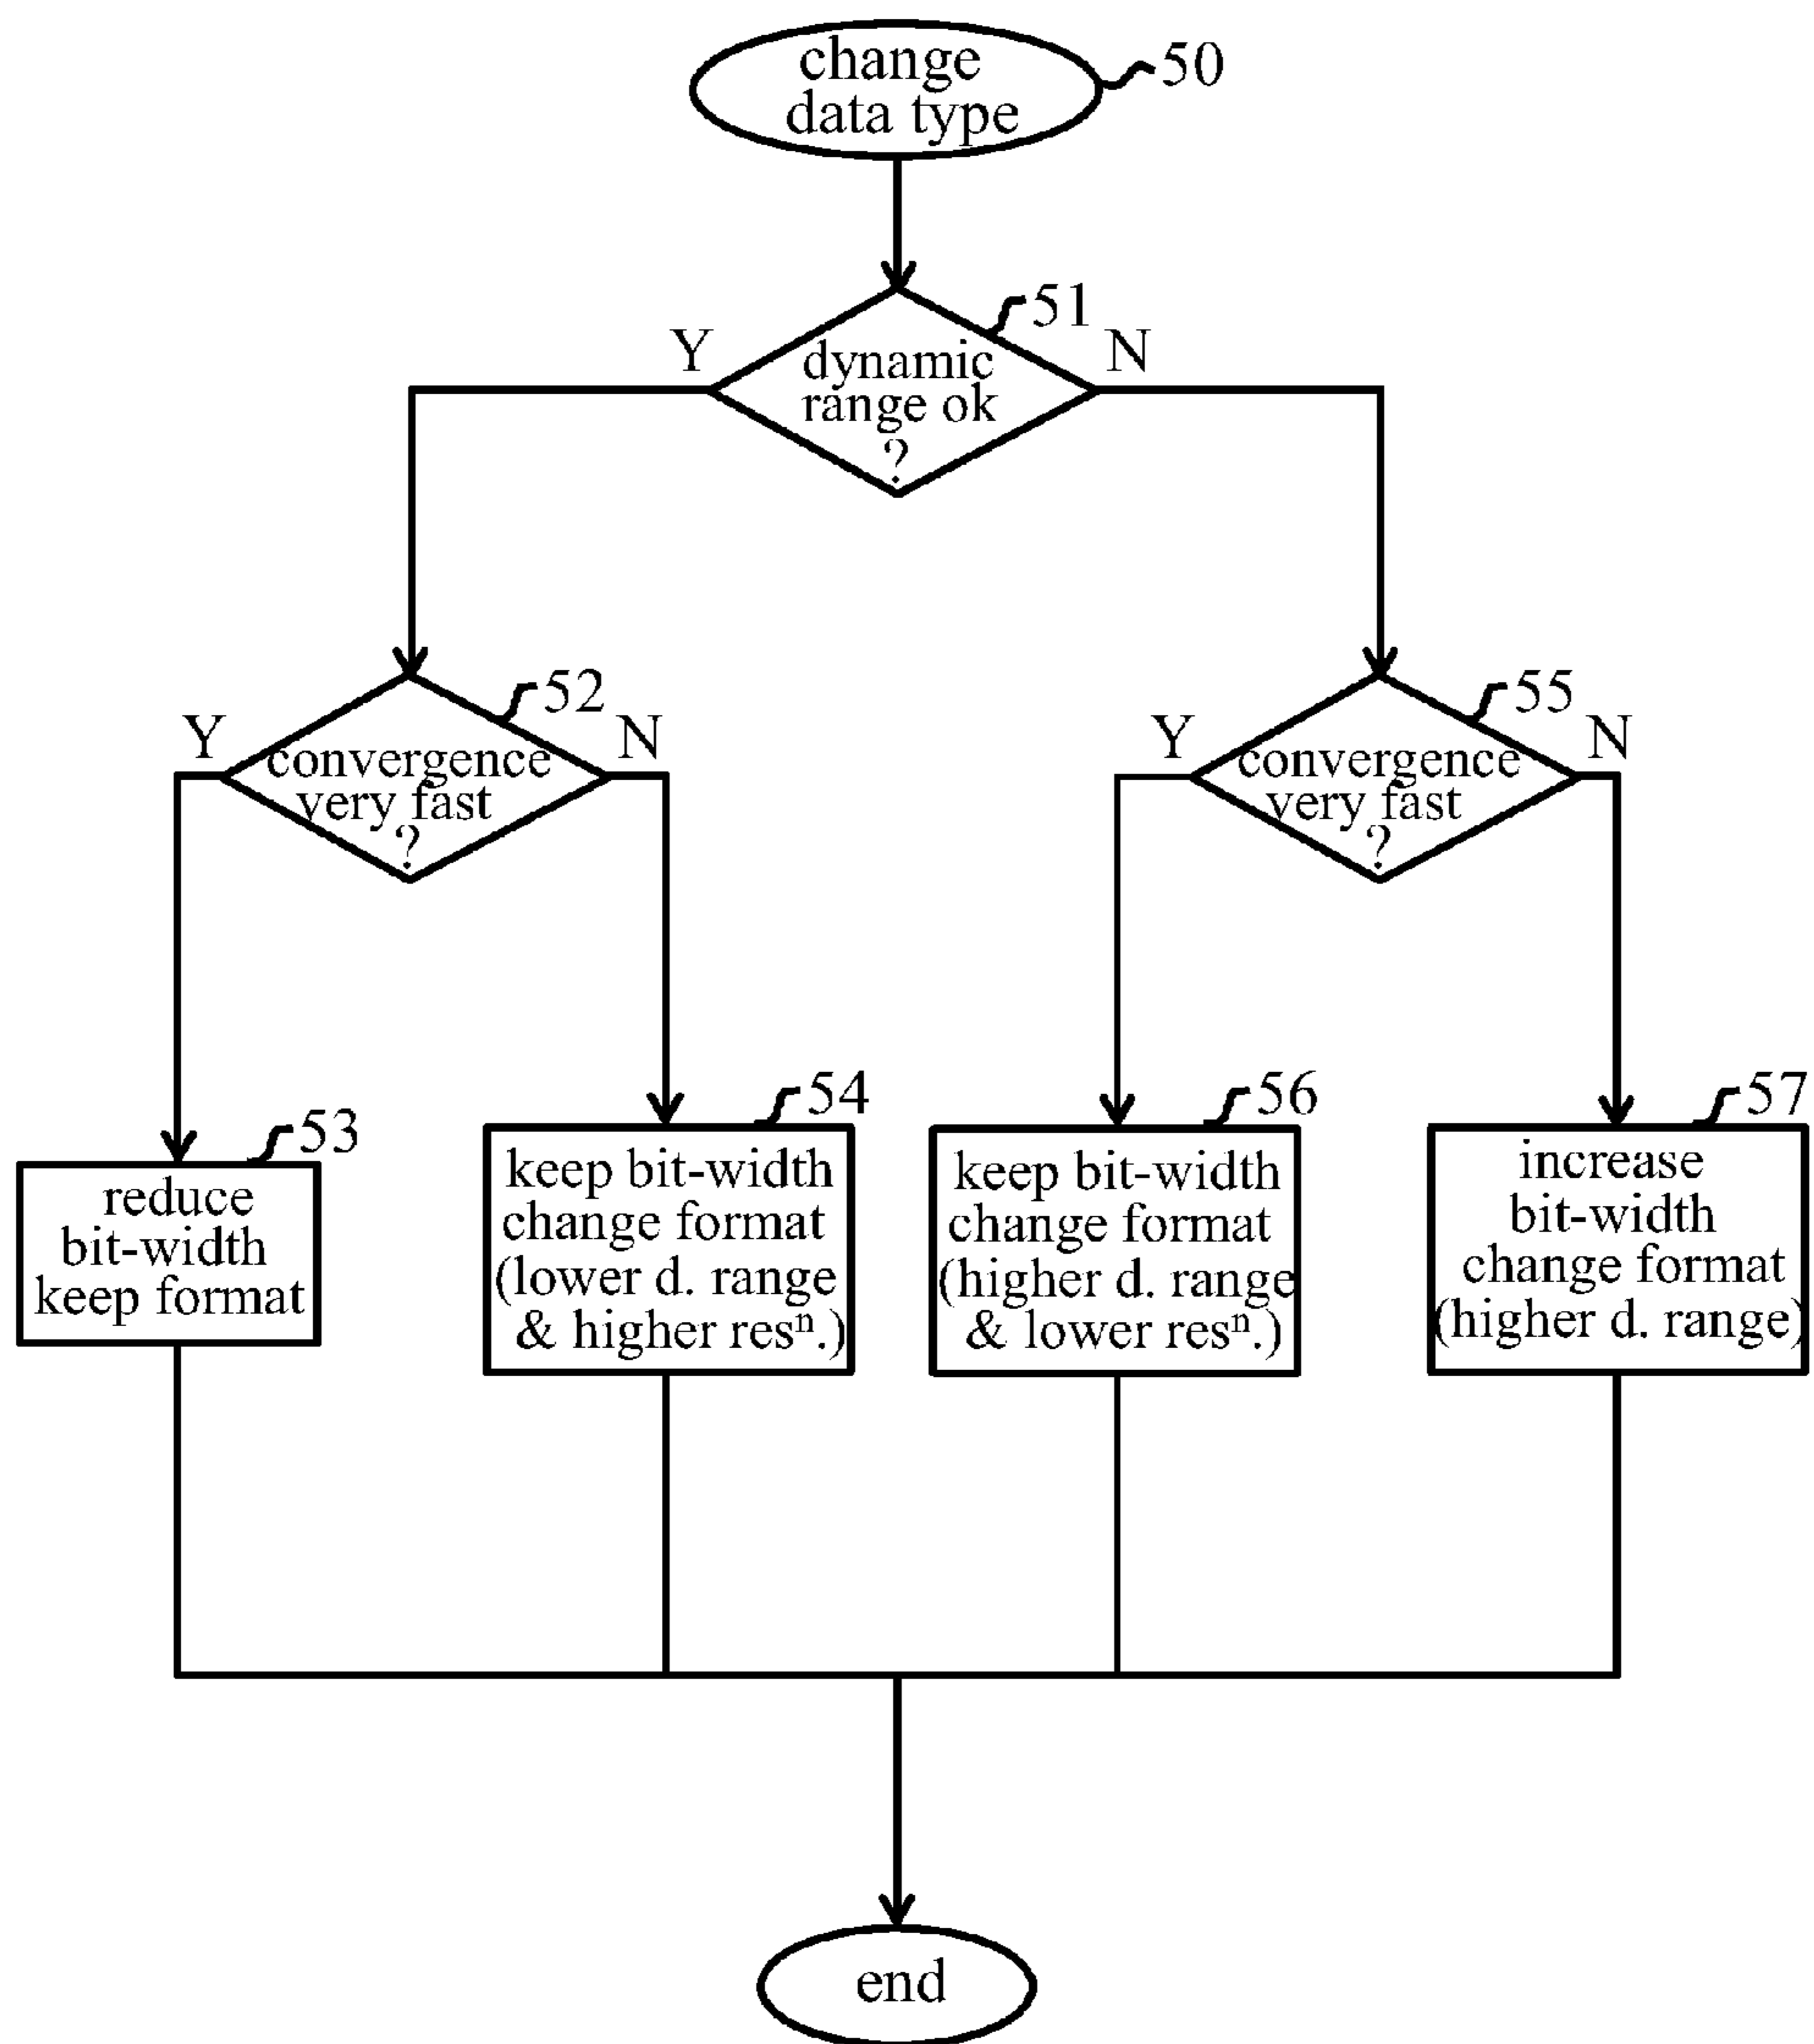 change
data type
50
51
Y
N
dynamic
range ok
?
52
Y
N
convergence
very fast
?
55
Y
N
convergence
very fast
?
53
reduce
bit-width
keep format
54
keep bit-width
change format
(lower d. range
& higher resⁿ.)
56
keep bit-width
change format
(higher d. range
& lower resⁿ.)
57
increase
bit-width
change format
(higher d. range)
end